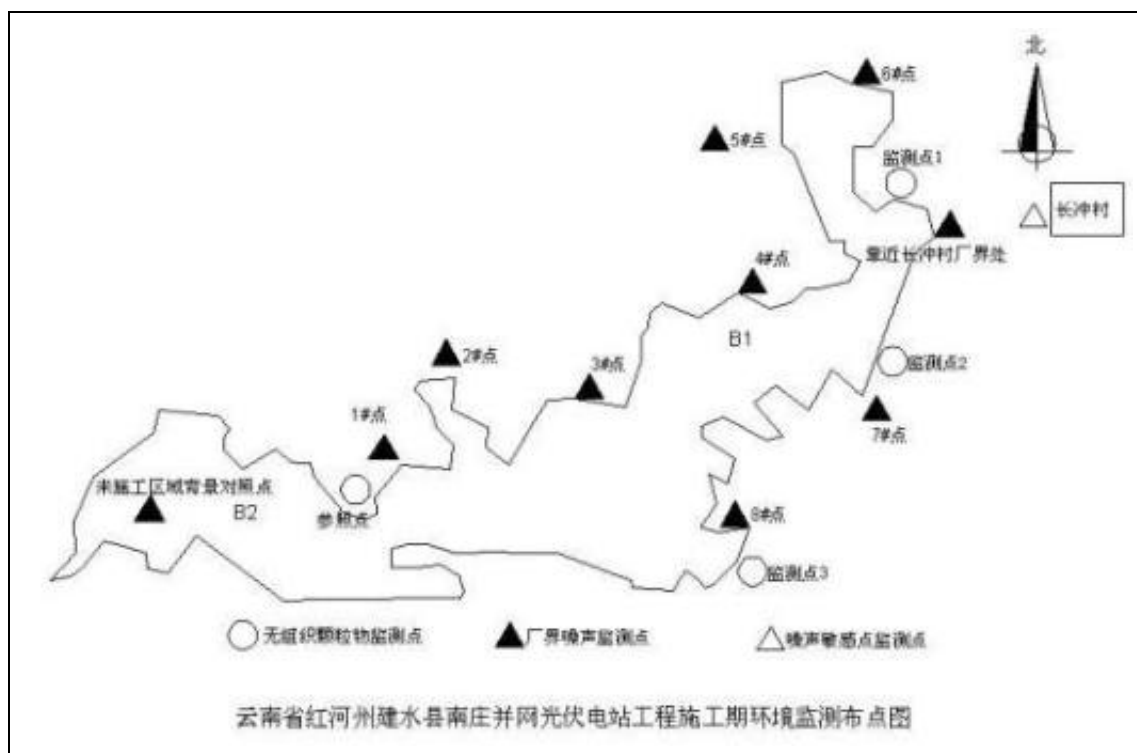 北
6#点
5#点
监测点1
长冲村
靠近长冲村厂界处
4#点
B1
2#点
3#点
监测点2
1#点
7#点
未施工区域背景对照点
B2
参照点
8#点
监测点3
无组织颗粒物监测点
厂界噪声监测点
噪声敏感点监测点
云南省红河州建水县南庄并网光伏电站工程施工期环境监测布点图